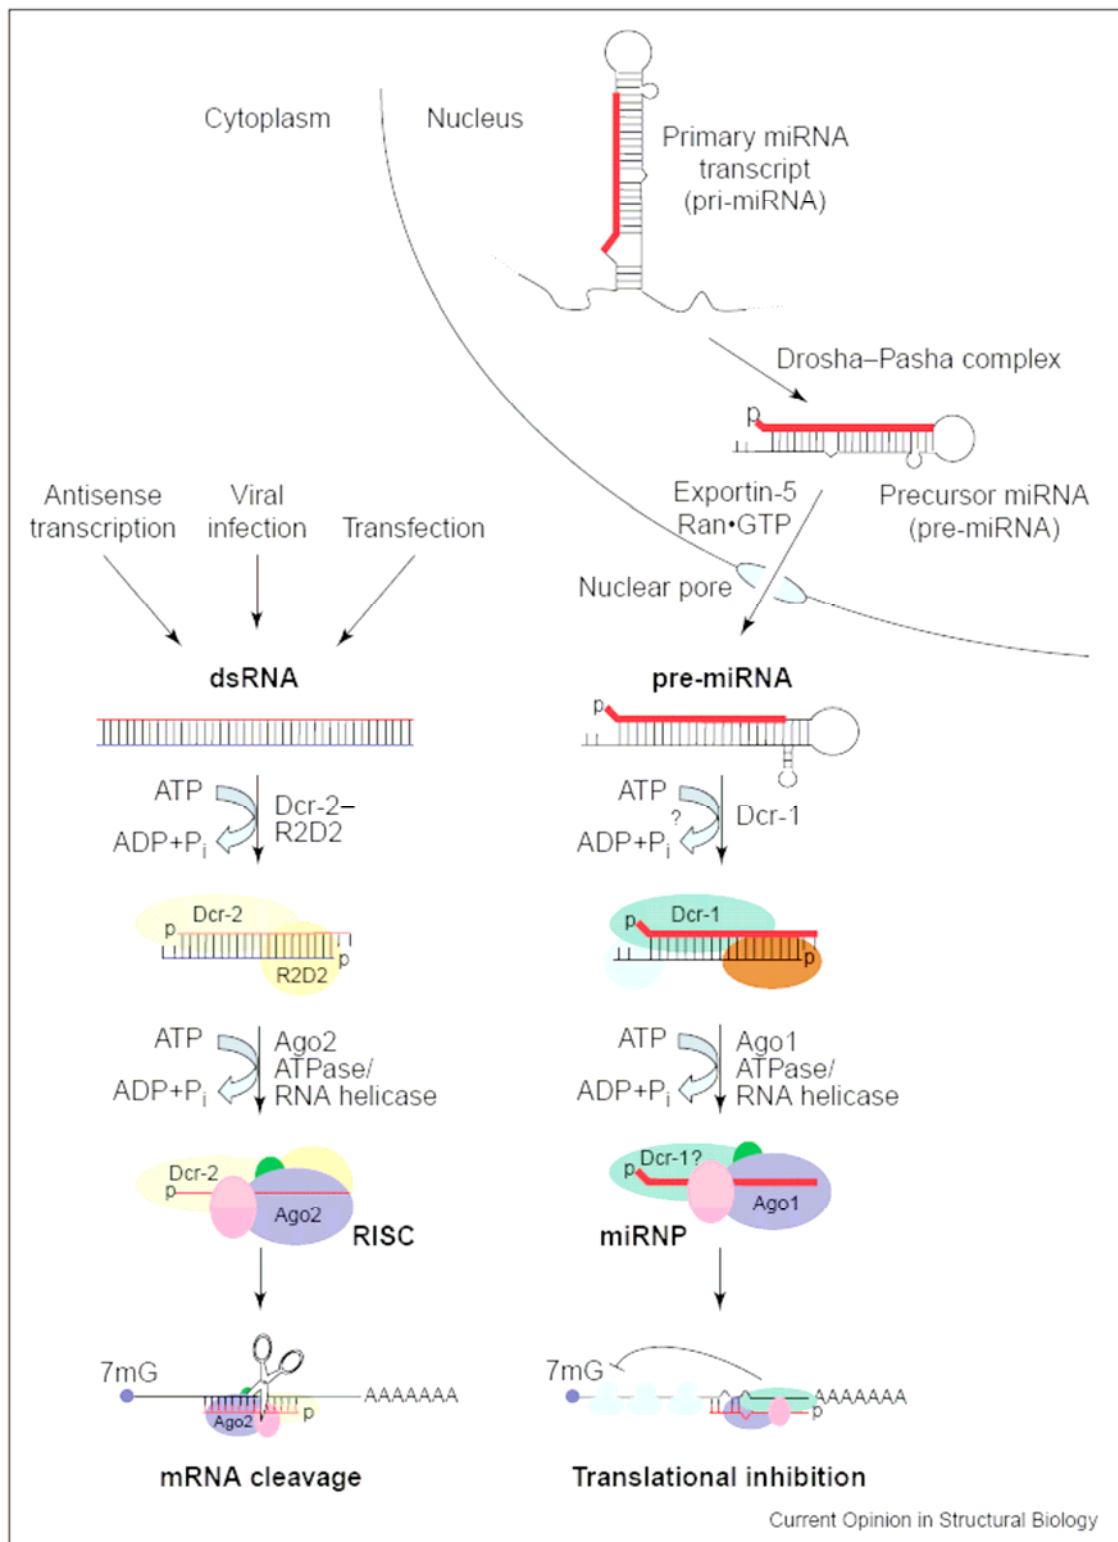 Cytoplasm
Nucleus
Primary miRNA
transcript
(pri-miRNA)
Drosha–Pasha complex
p
Exportin-5
Ran•GTP
Precursor miRNA
(pre-miRNA)
Nuclear pore
Antisense
transcription
Viral
infection
Transfection
dsRNA
pre-miRNA
p
ATP
ADP+Pi
Dcr-2–
R2D2
ATP
?
ADP+Pi
Dcr-1
Dcr-2
p
p
R2D2
Dcr-1
p
p
ATP
ADP+Pi
Ago2
ATPase/
RNA helicase
ATP
ADP+Pi
Ago1
ATPase/
RNA helicase
Dcr-2
p
Ago2
RISC
Dcr-1?
p
Ago1
miRNP
7mG
AAAAAAA
Ago2
p
mRNA cleavage
7mG
AAAAAAA
p
Translational inhibition
Current Opinion in Structural Biology